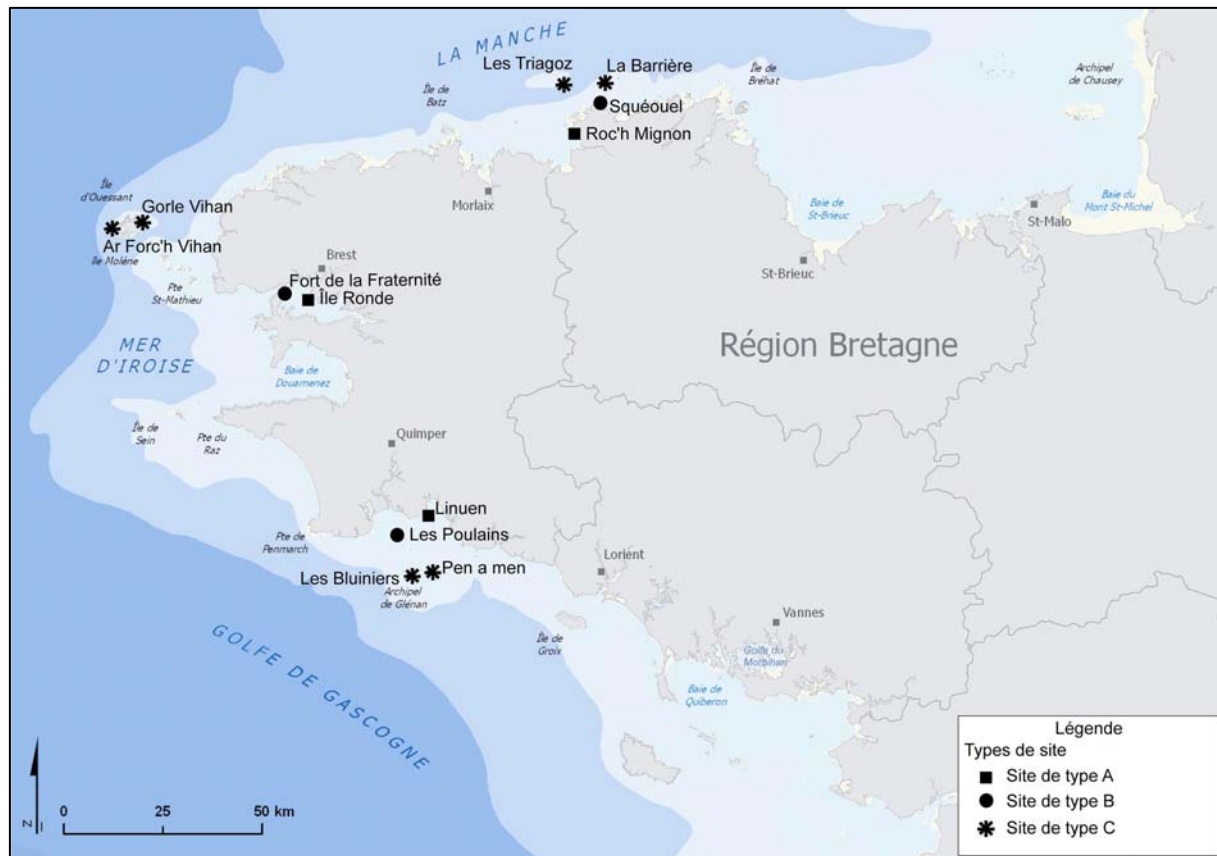 LA MANCHE
Les Triagoz
La Barrière
Île de
Bréhat
Archipel
de Chausey
Île de
Batz
Squéouel
Roc'h Mignon
Île
d'Ouessant
Gorle Vihan
Morlaix
Baie de
St-Brieuc
Baie du
Mont St-Michel
St-Malo
Ar Forc'h Vihan
Île Molène
Brest
St-Brieuc
Pte
St-Mathieu
Fort de la Fraternité
Île Ronde
Région Bretagne
MER
D'IROISE
Baie de
Douarnenez
Île de
Sein
Pte du
Raz
Quimper
Linuen
Pte de
Penmarch
Les Poulains
Lorient
Les Bluiniers
Pen a men
Archipel
de Glénan
Vannes
Île de
Groix
Golfe du
Morbihan
GOLFE DE GASCOGNE
Baie de
Quiberon
Légende
Types de site
Site de type A
Site de type B
Site de type C
0 25 50 km
N